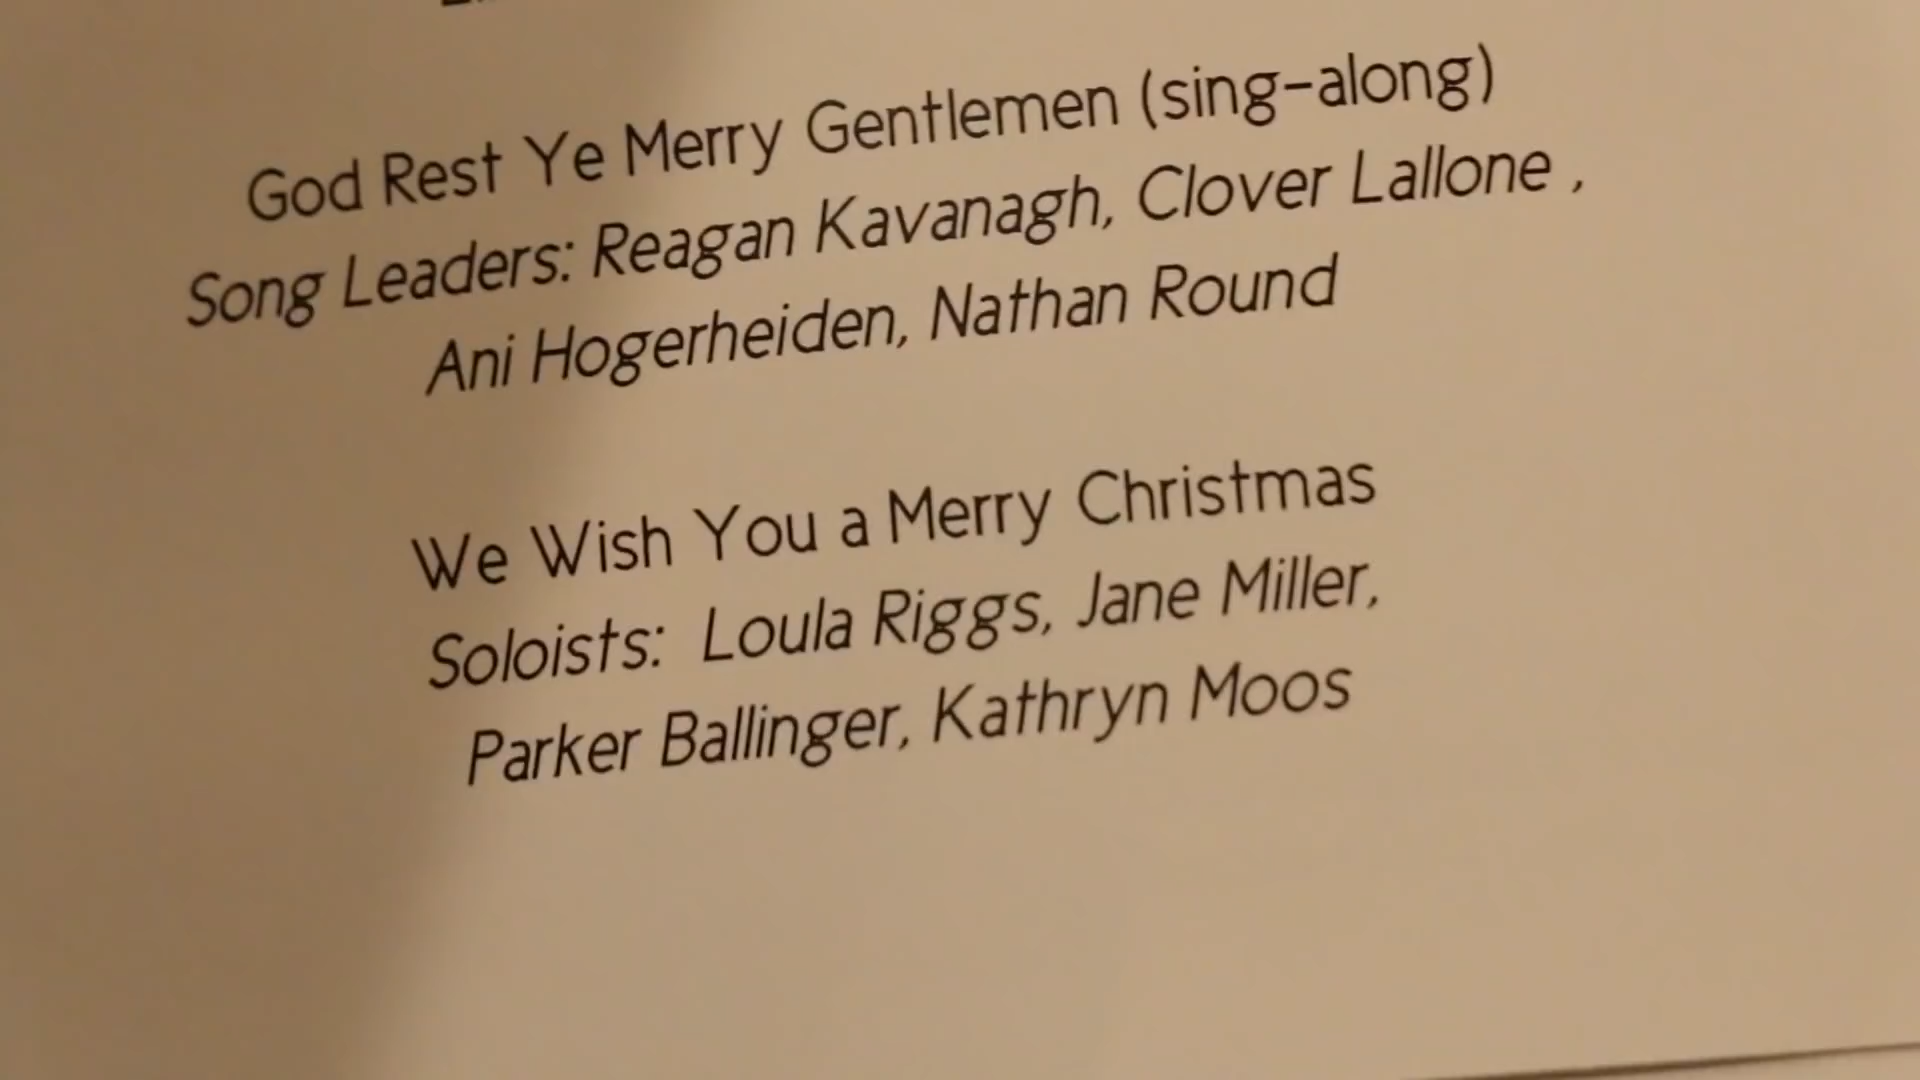 God Rest Ye Merry Gentlemen (sing-along)
Song Leaders: Reagan Kavanagh, Clover Lallone ,
Ani Hogerheiden, Nathan Round
We Wish You a Merry Christmas
Soloists: Loula Riggs, Jane Miller,
Parker Ballinger, Kathryn Moos